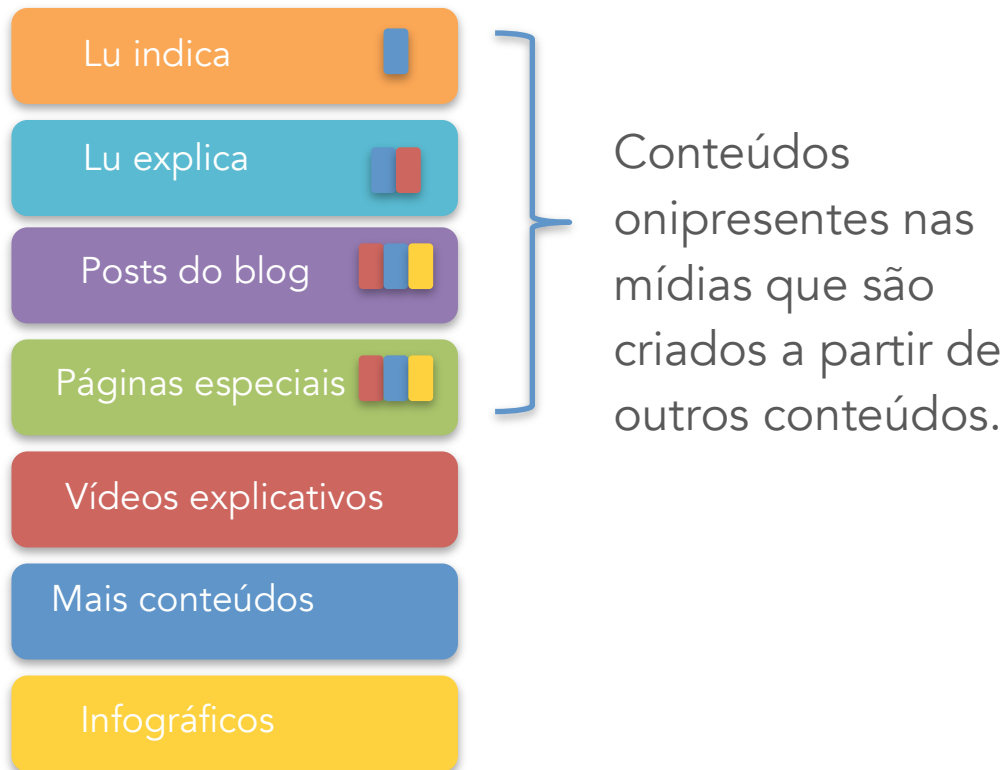 Lu indica
Lu explica
Posts do blog
Páginas especiais
Vídeos explicativos
Mais conteúdos
Infográficos
Conteúdos
onipresentes nas
mídias que são
criados a partir de
outros conteúdos.